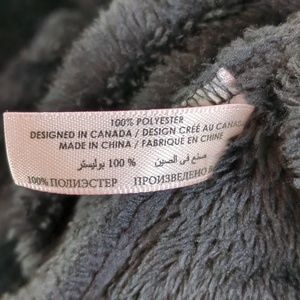 100% POLYESTER
DESIGNED IN CANADA / DESIGN CRÉÉ AU CANADA
MADE IN CHINA / FABRIQUÉ EN CHINE
صنع في الصين 100 % بوليستر
100% ПОЛИЭСТЕР ПРОИЗВЕДЕНО В